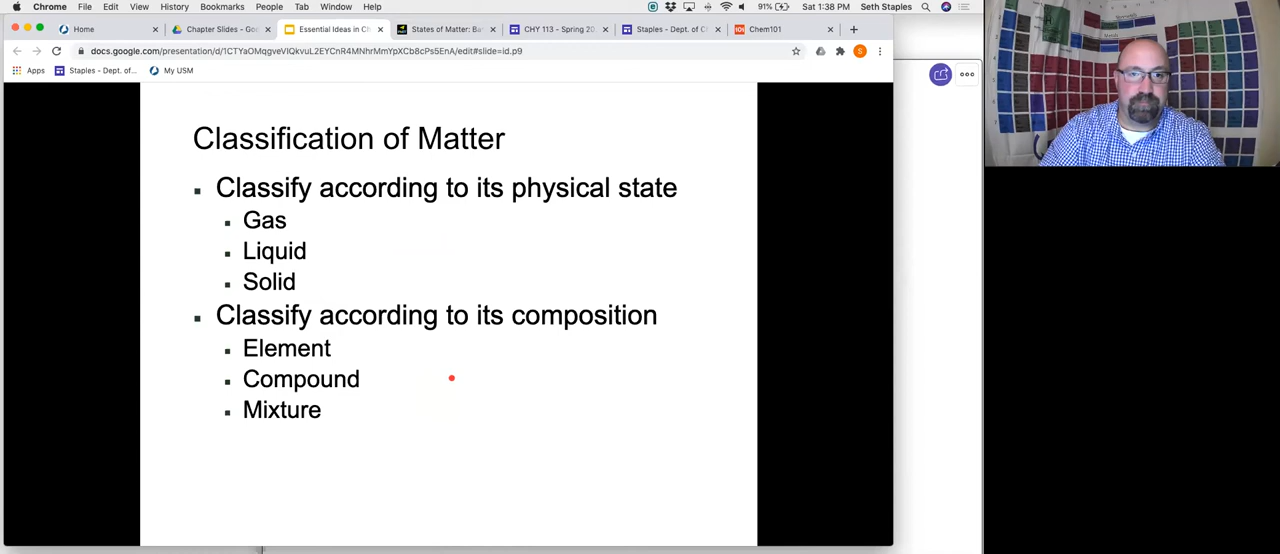 Chrome File Edit View History Bookmarks People Tab Window Help 91% Sat 1:38 PM Seth Staples
Home Chapter Slides - Goo Essential Ideas in Ch States of Matter: Ba CHY 113 - Spring 20 Staples - Dept. of C Chem101
docs.google.com/presentation/d/1CTYaOMqgveVIQkvuL2EYCnR4MNhrMmYpXCb8cPs5EnA/edit#slide=id.p9
Apps Staples - Dept. of... My USM
Classification of Matter
▪ Classify according to its physical state
▪ Gas
▪ Liquid
▪ Solid
▪ Classify according to its composition
▪ Element
▪ Compound
▪ Mixture